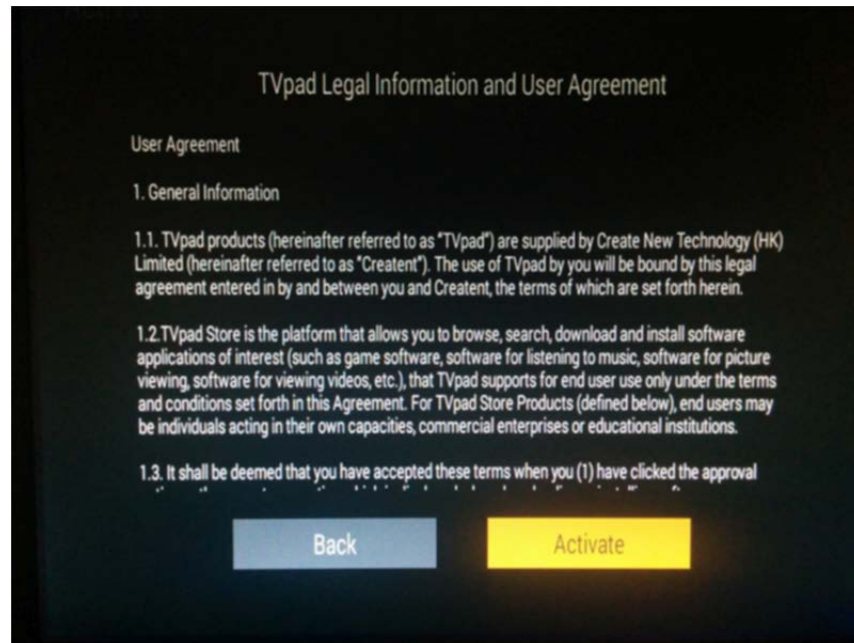 TVpad Legal Information and User Agreement
User Agreement
1. General Information
1.1. TVpad products (hereinafter referred to as "TVpad") are supplied by Create New Technology (HK)
Limited (hereinafter referred to as "Creatent"). The use of TVpad by you will be bound by this legal
agreement entered in by and between you and Creatent, the terms of which are set forth herein.
1.2.TVpad Store is the platform that allows you to browse, search, download and install software
applications of interest (such as game software, software for listening to music, software for picture
viewing, software for viewing videos, etc.), that TVpad supports for end user use only under the terms
and conditions set forth in this Agreement. For TVpad Store Products (defined below), end users may
be individuals acting in their own capacities, commercial enterprises or educational institutions.
1.3. It shall be deemed that you have accepted these terms when you (1) have clicked the approval
Back
Activate